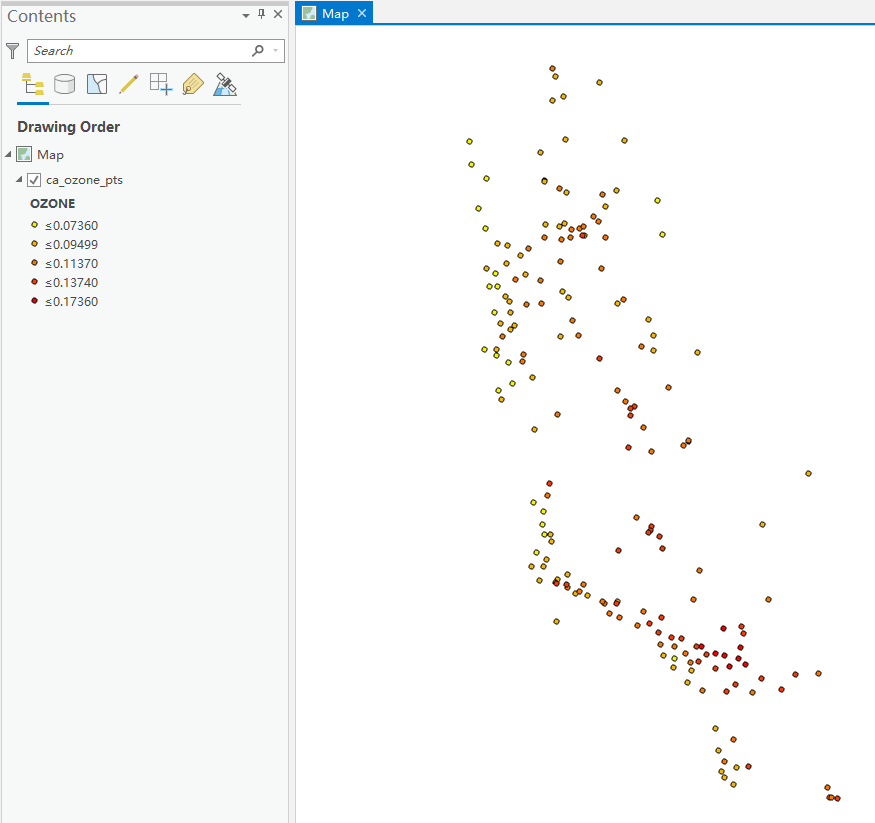 Contents
Map
Search
Drawing Order
Map
ca_ozone_pts
OZONE
≤0.07360
≤0.09499
≤0.11370
≤0.13740
≤0.17360